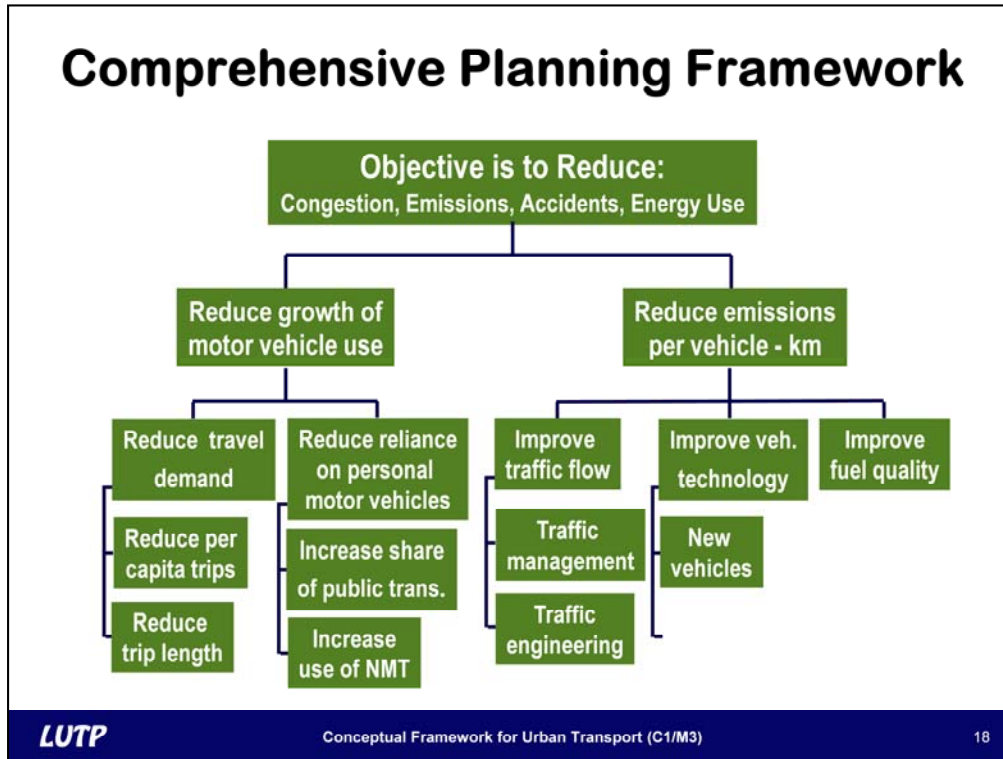 Comprehensive Planning Framework
Objective is to Reduce:
Congestion, Emissions, Accidents, Energy Use
Reduce growth of
motor vehicle use
Reduce emissions
per vehicle - km
Reduce travel
demand
Reduce per
capita trips
Reduce
trip length
Reduce reliance
on personal
motor vehicles
Increase share
of public trans.
Increase
use of NMT
Improve
traffic flow
Traffic
management
Traffic
engineering
Improve veh.
technology
New
vehicles
Improve
fuel quality
LUTP
Conceptual Framework for Urban Transport (C1/M3)
18